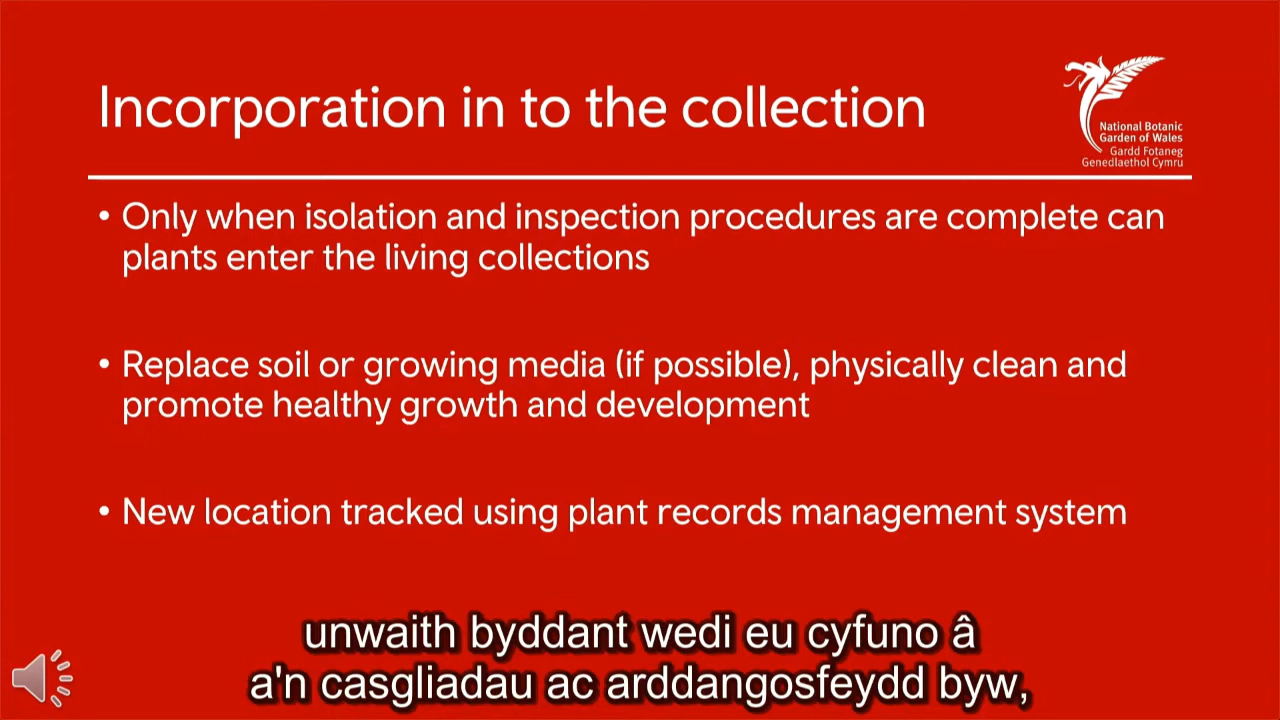 Incorporation in to the collection
National Botanic
Garden of Wales
Gardd Fotaneg
Genedlaethol Cymru
• Only when isolation and inspection procedures are complete can
plants enter the living collections
• Replace soil or growing media (if possible), physically clean and
promote healthy growth and development
• New location tracked using plant records management system
unwaith byddant wedi eu cyfuno â
a'n casgliadau ac arddangosfeydd byw,